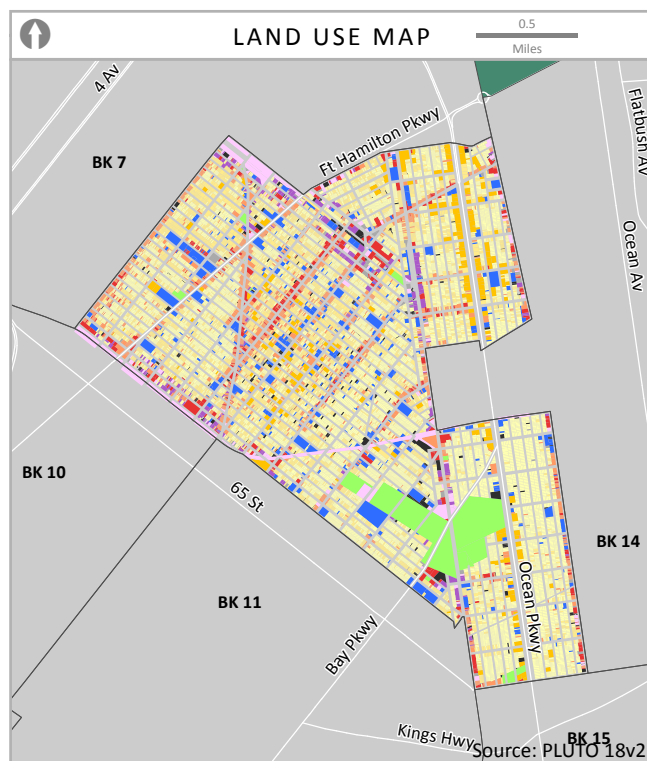 LAND USE MAP
0.5
Miles
4 Av
BK 7
Ft Hamilton Pkwy
Flatbush Av
Ocean Av
BK 10
65 St
BK 14
BK 11
Ocean Pkwy
Bay Pkwy
Kings Hwy
BK 15
Source: PLUTO 18v2